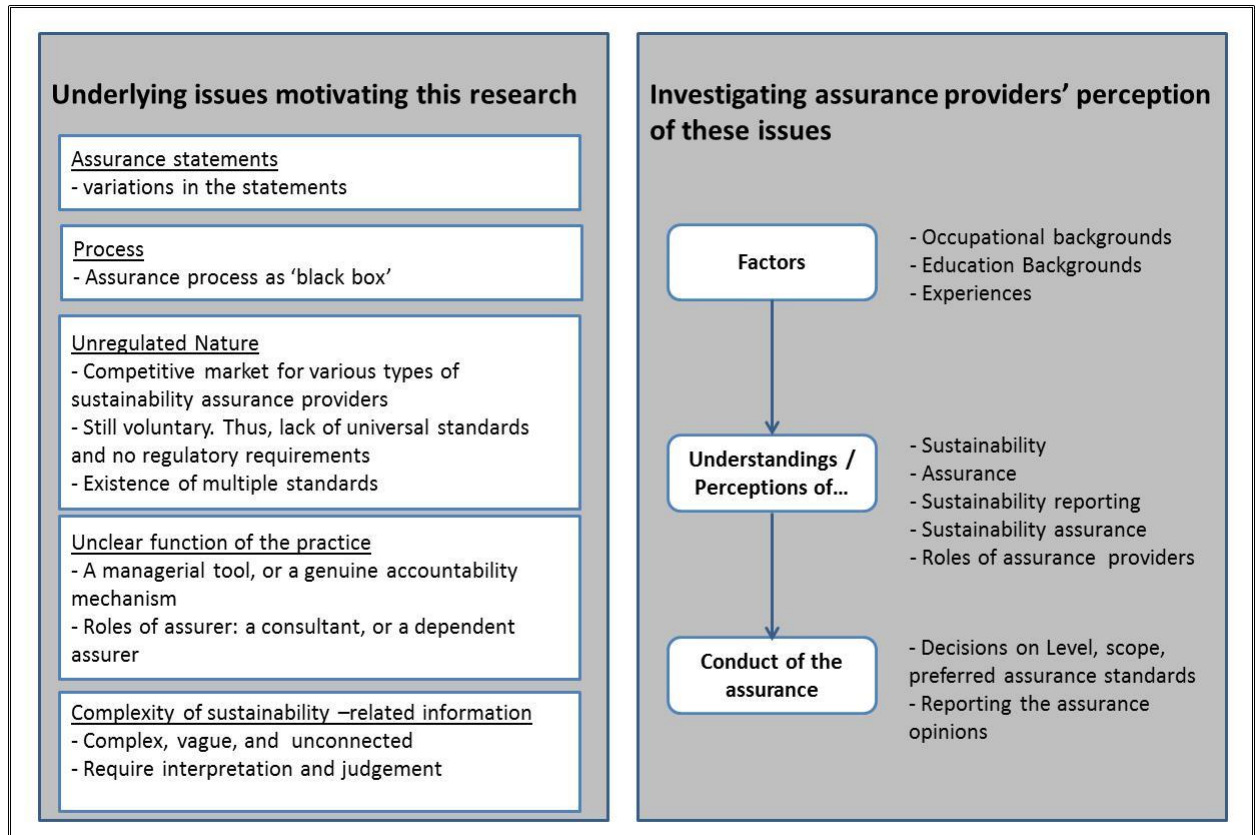 Underlying issues motivating this research
Assurance statements
- variations in the statements
Process
- Assurance process as ‘black box’
Unregulated Nature
- Competitive market for various types of
sustainability assurance providers
- Still voluntary. Thus, lack of universal standards
and no regulatory requirements
- Existence of multiple standards
Unclear function of the practice
- A managerial tool, or a genuine accountability
mechanism
- Roles of assurer: a consultant, or a dependent
assurer
Complexity of sustainability –related information
- Complex, vague, and unconnected
- Require interpretation and judgement
Investigating assurance providers’ perception
of these issues
Factors
- Occupational backgrounds
- Education Backgrounds
- Experiences
Understandings /
Perceptions of...
- Sustainability
- Assurance
- Sustainability reporting
- Sustainability assurance
- Roles of assurance providers
Conduct of the
assurance
- Decisions on Level, scope,
preferred assurance standards
- Reporting the assurance
opinions